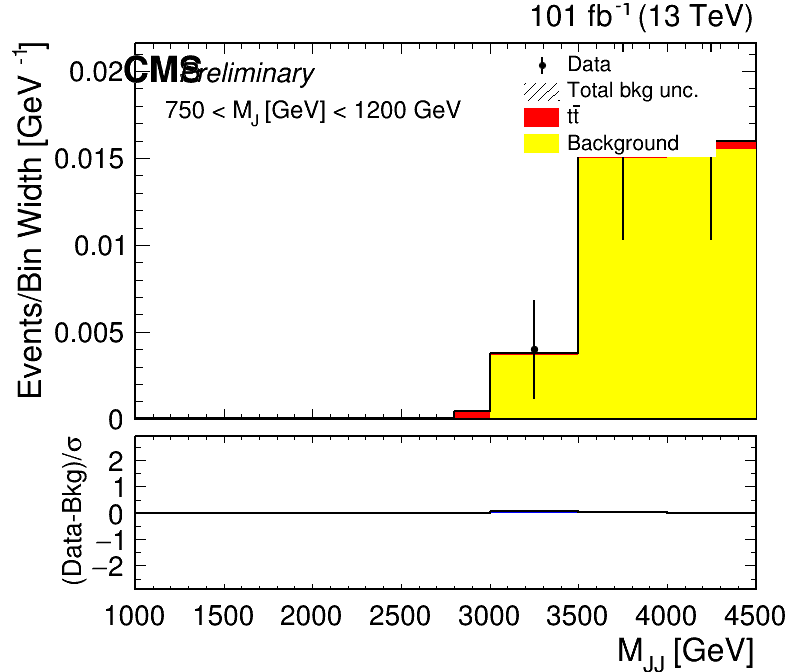 101 fb⁻¹ (13 TeV)
CMS Preliminary
750 < M_J [GeV] < 1200 GeV
Data
Total bkg unc.
tt̄
Background
Events/Bin Width [GeV⁻¹]
0.02
0.015
0.01
0.005
0
(Data-Bkg)/σ
2
1
0
−1
−2
1000 1500 2000 2500 3000 3500 4000 4500
M_JJ [GeV]